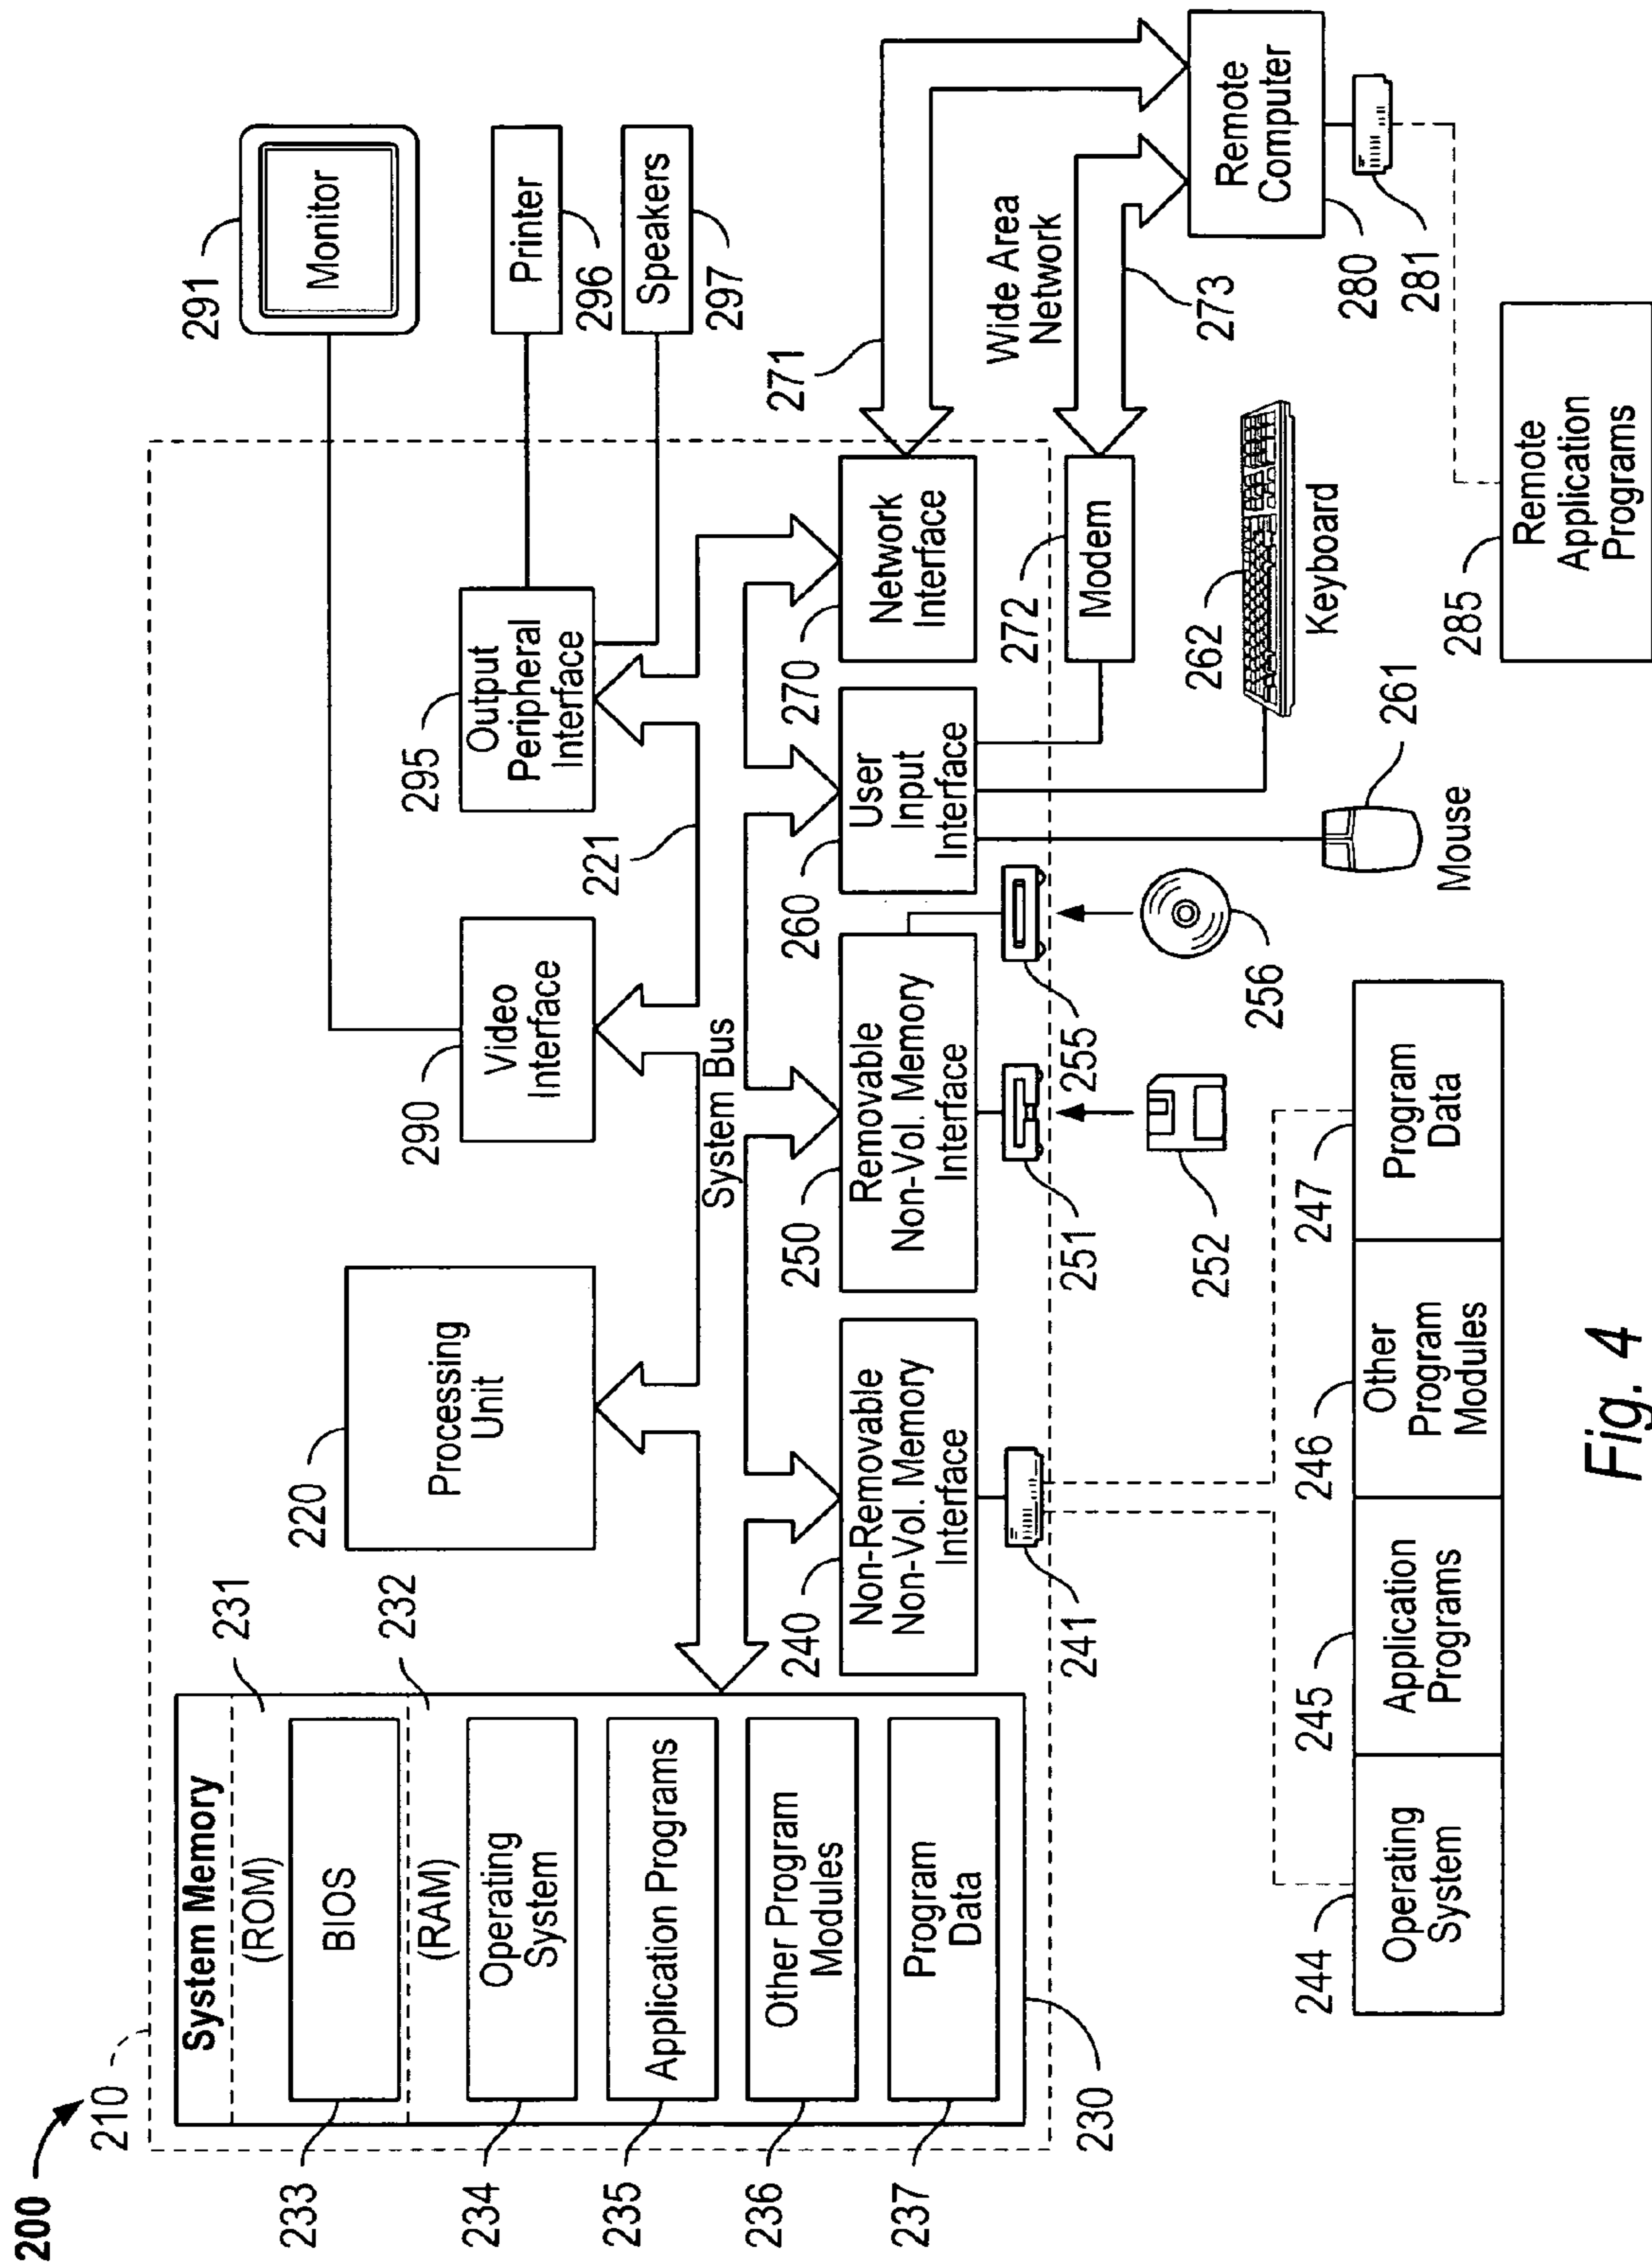 200
210
System Memory
(ROM)
231
BIOS
233
(RAM)
232
Operating
System
234
Application Programs
235
Other Program
Modules
236
Program
Data
237
230
220
Processing
Unit
290
Video
Interface
295
Output
Peripheral
Interface
291
Monitor
Printer
296
Speakers
297
221
System Bus
240
Non-Removable
Non-Vol. Memory
Interface
250
Removable
Non-Vol. Memory
Interface
260
User
Input
Interface
270
Network
Interface
271
241
251
255
272
Modem
Wide Area
Network
273
Remote
Computer
280
281
252
256
Mouse
261
262
Keyboard
244
Operating
System
245
Application
Programs
246
Other
Program
Modules
247
Program
Data
285
Remote
Application
Programs
Fig. 4